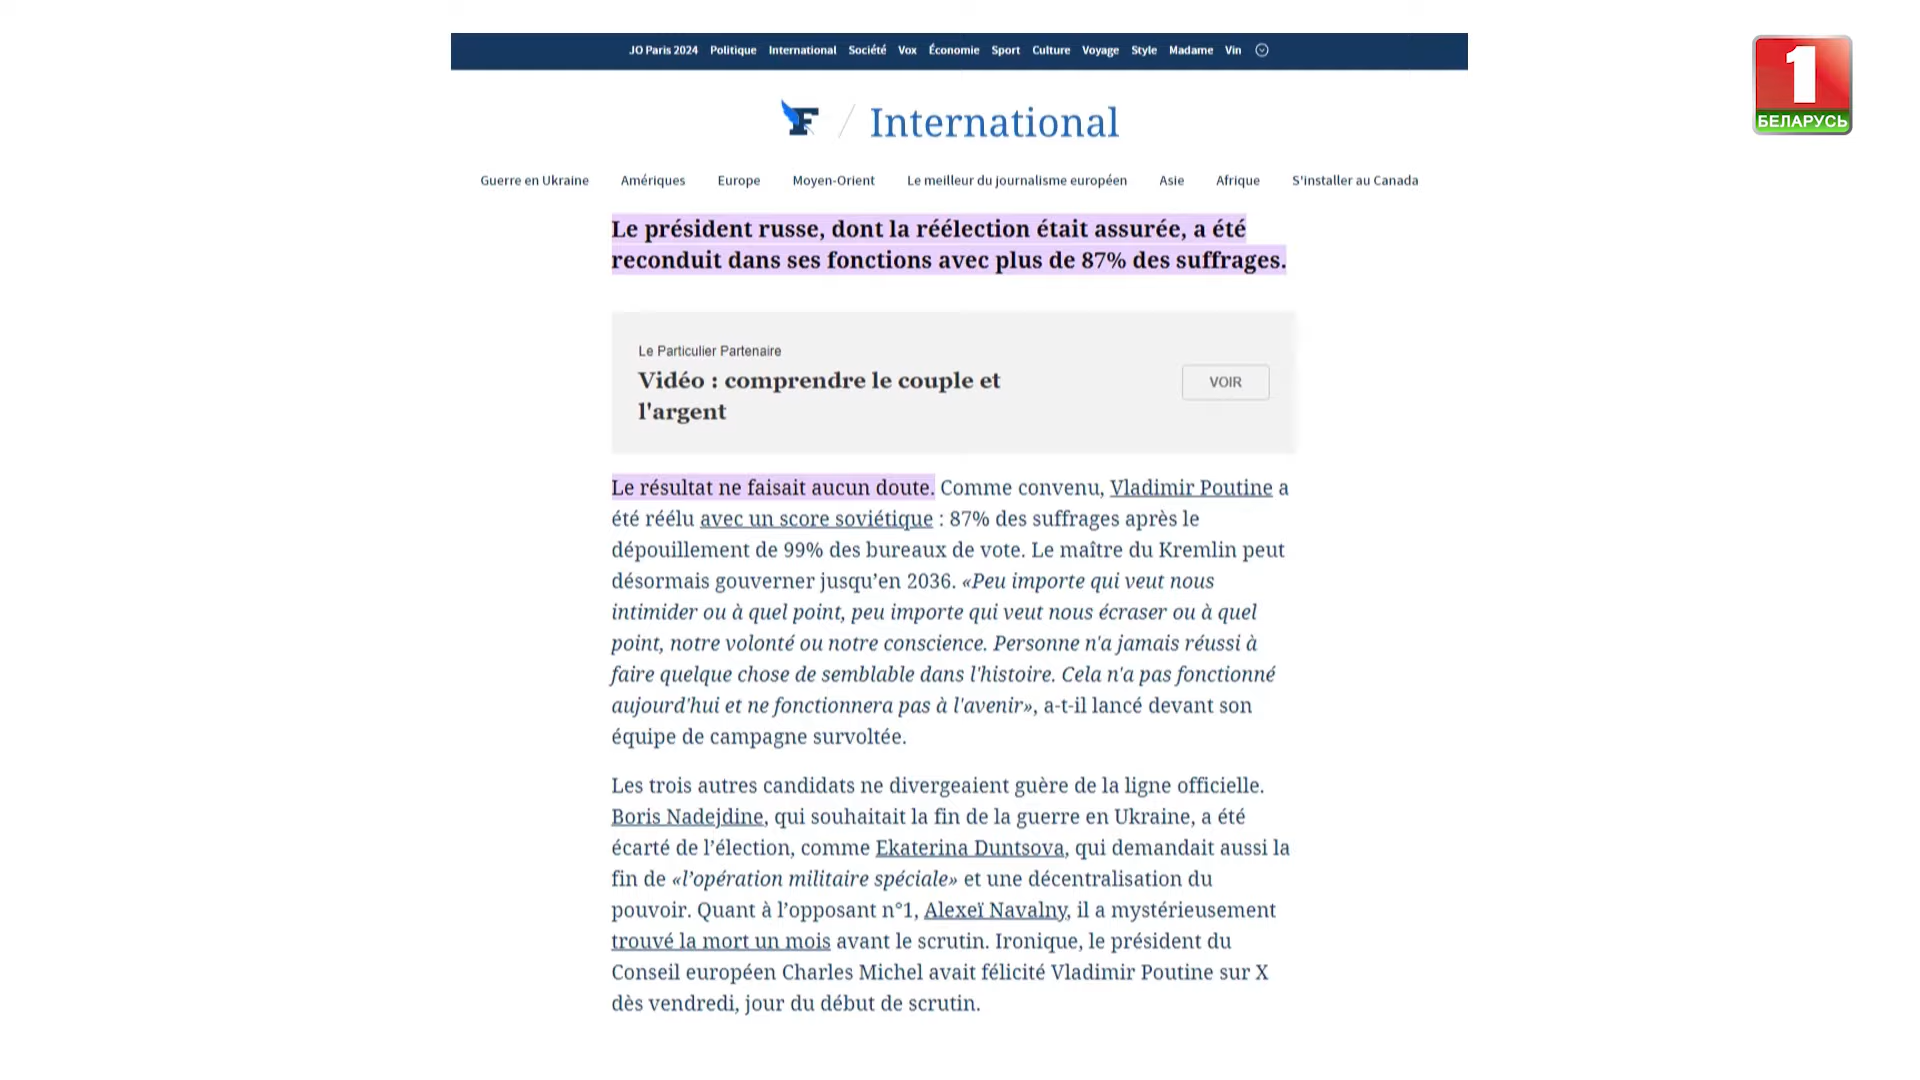 JO Paris 2024 Politique International Société Vox Économie Sport Culture Voyage Style Madame Vin
1
БЕЛАРУСЬ
F / International
Guerre en Ukraine Amériques Europe Moyen-Orient Le meilleur du journalisme européen Asie Afrique S'installer au Canada
Le président russe, dont la réélection était assurée, a été
reconduit dans ses fonctions avec plus de 87% des suffrages.
Le Particulier Partenaire
Vidéo : comprendre le couple et
l'argent
VOIR
Le résultat ne faisait aucun doute. Comme convenu, Vladimir Poutine a
été réélu avec un score soviétique : 87% des suffrages après le
dépouillement de 99% des bureaux de vote. Le maître du Kremlin peut
désormais gouverner jusqu’en 2036. «Peu importe qui veut nous
intimider ou à quel point, peu importe qui veut nous écraser ou à quel
point, notre volonté ou notre conscience. Personne n'a jamais réussi à
faire quelque chose de semblable dans l'histoire. Cela n'a pas fonctionné
aujourd'hui et ne fonctionnera pas à l'avenir», a-t-il lancé devant son
équipe de campagne survoltée.
Les trois autres candidats ne divergeaient guère de la ligne officielle.
Boris Nadejdine, qui souhaitait la fin de la guerre en Ukraine, a été
écarté de l’élection, comme Ekaterina Duntsova, qui demandait aussi la
fin de «l’opération militaire spéciale» et une décentralisation du
pouvoir. Quant à l’opposant n°1, Alexeï Navalny, il a mystérieusement
trouvé la mort un mois avant le scrutin. Ironique, le président du
Conseil européen Charles Michel avait félicité Vladimir Poutine sur X
dès vendredi, jour du début de scrutin.